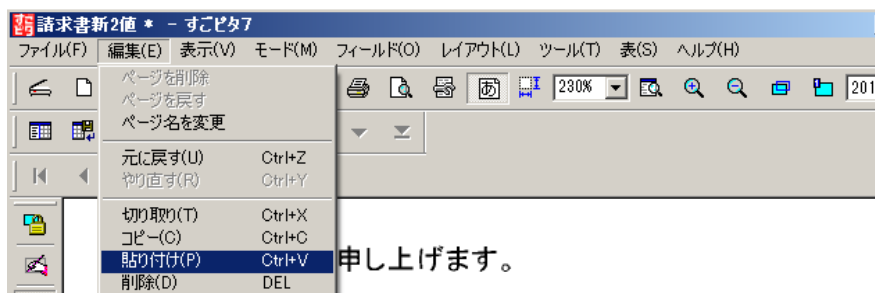 請求書新2値 * - すごピタ7
ファイル(F) 編集(E) 表示(V) モード(M) フィールド(O) レイアウト(L) ツール(T) 表(S) ヘルプ(H)
ページを削除
ページを戻す
ページ名を変更
あ 230% 201
元に戻す(U) Ctrl+Z
やり直す(R) Ctrl+Y
切り取り(T) Ctrl+X
コピー(C) Ctrl+C
貼り付け(P) Ctrl+V
削除(D) DEL
申し上げます。